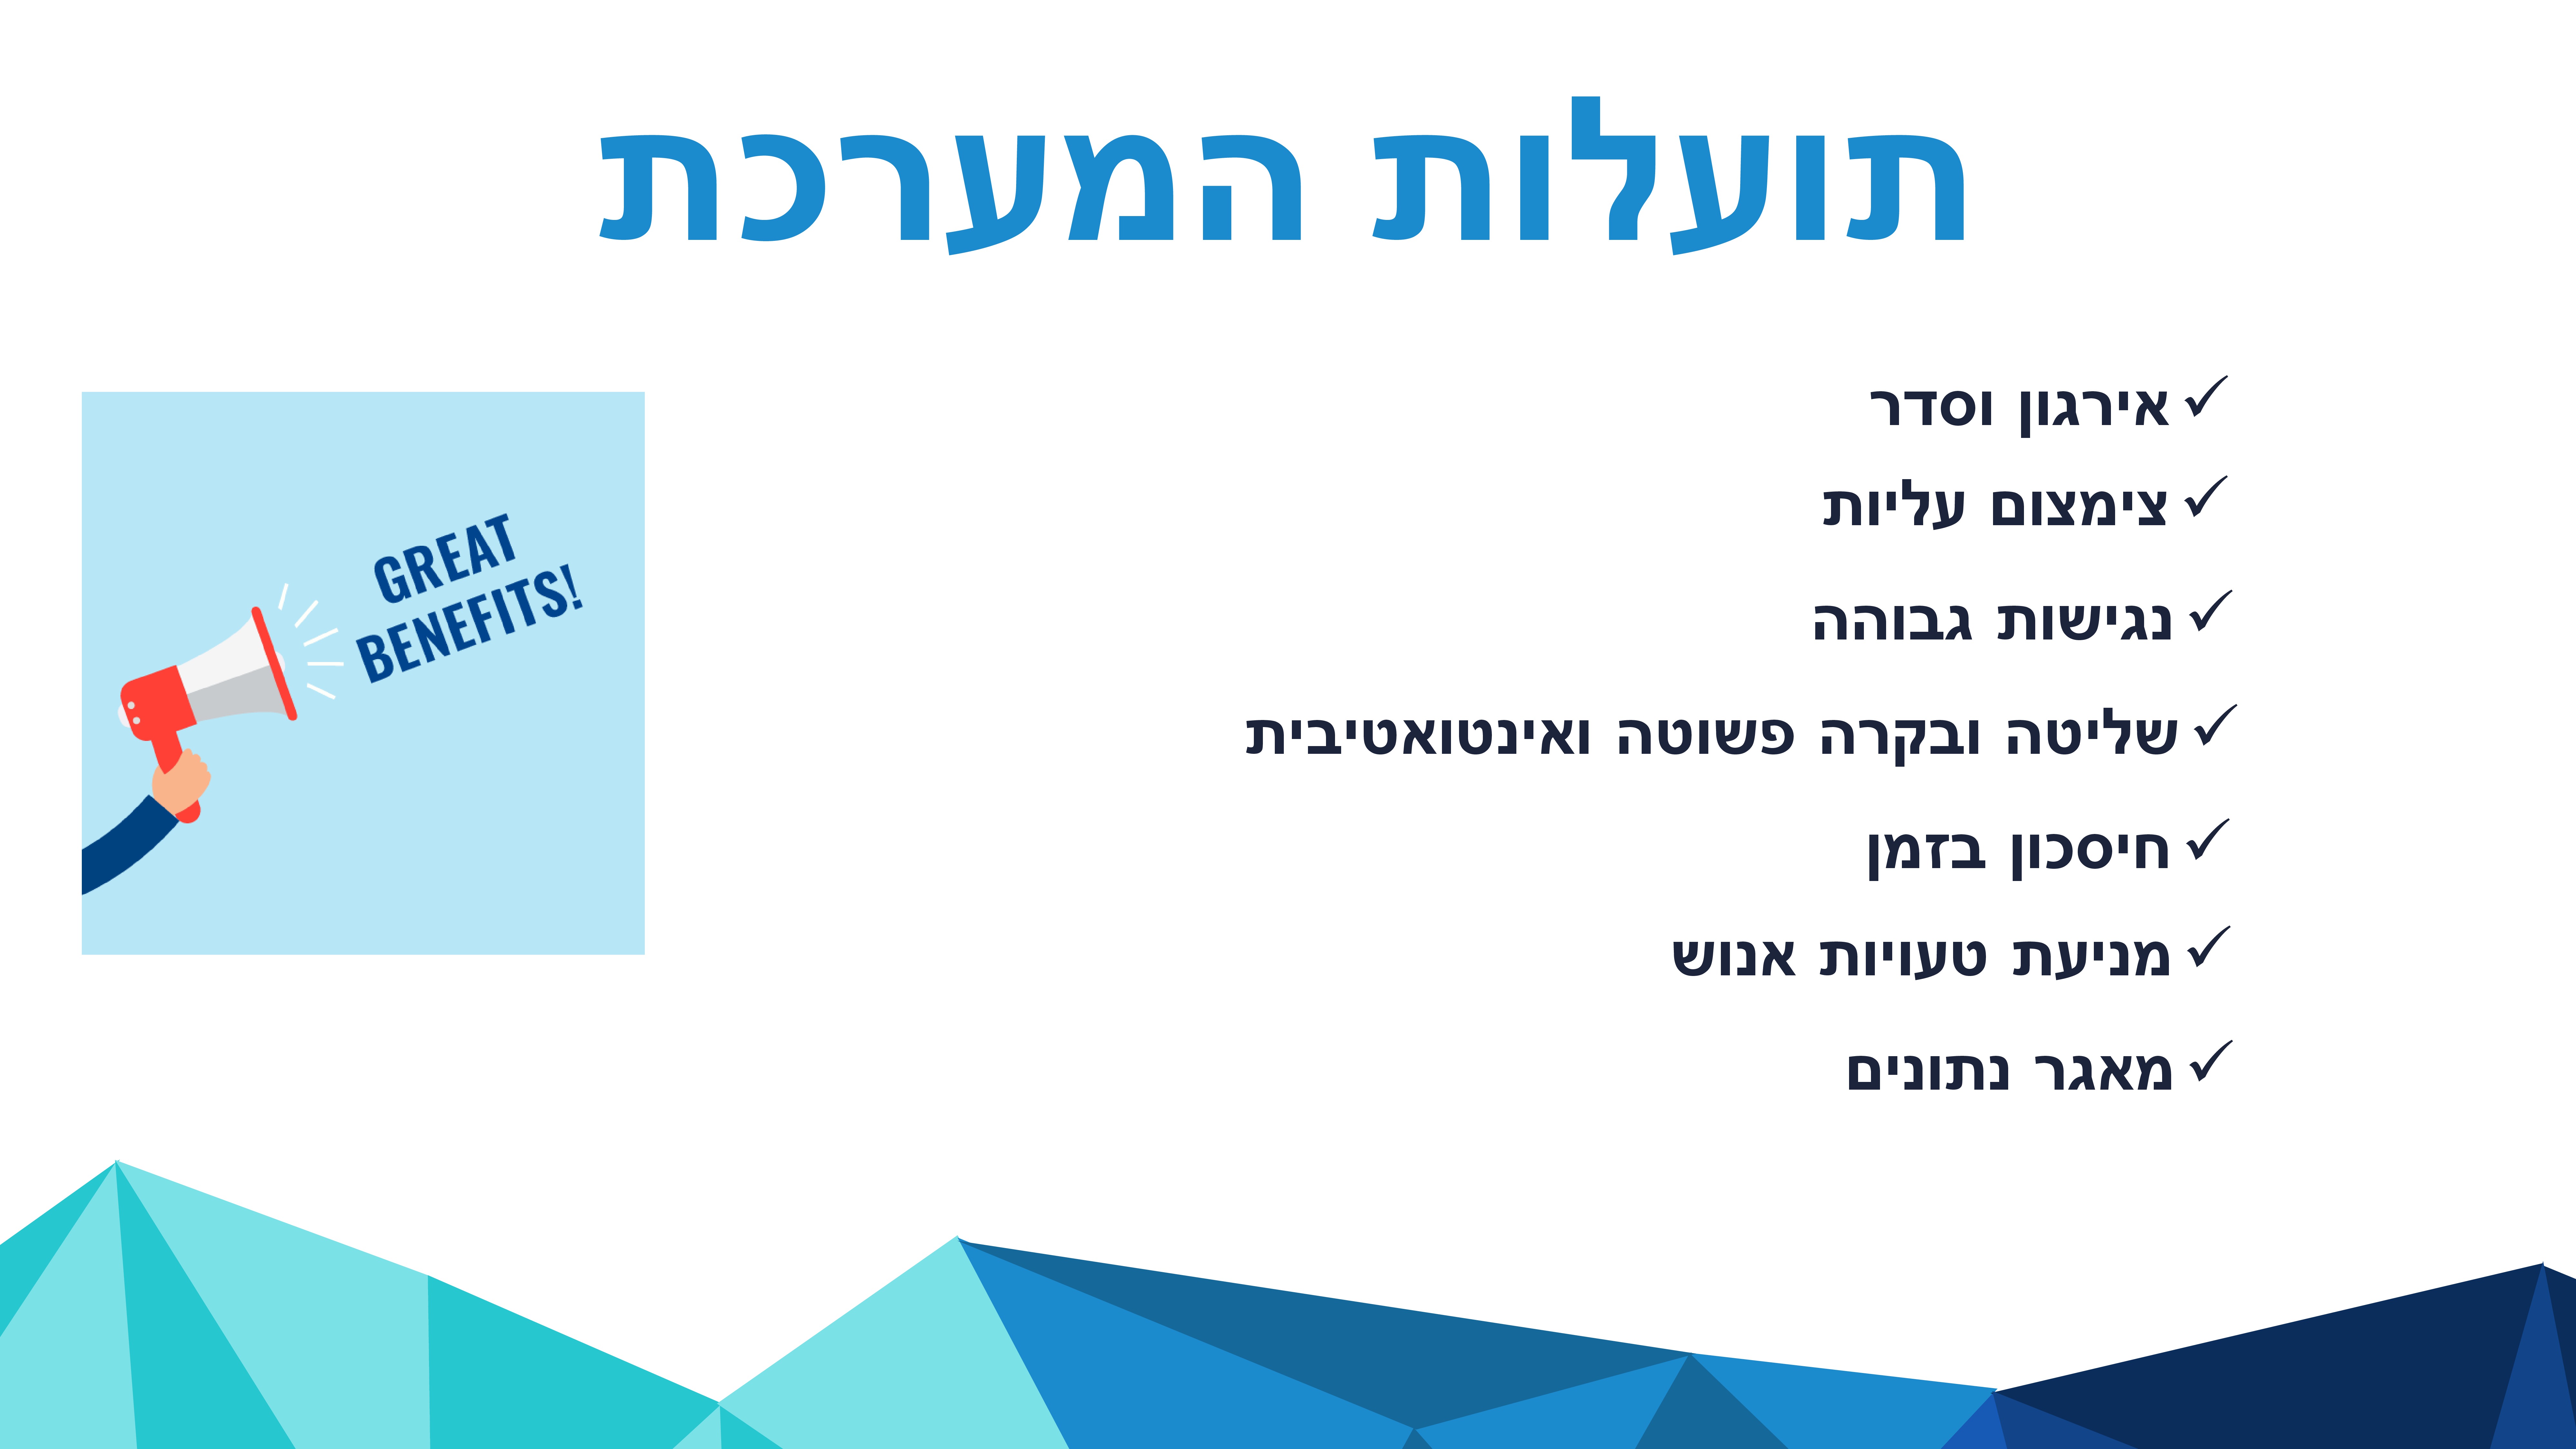 תועלות המערכת
אירגון וסדר
צימצום עליות
נגישות גבוהה
שליטה ובקרה פשוטה ואינטואטיבית
חיסכון בזמן
מניעת טעויות אנוש
מאגר נתונים
GREAT
BENEFITS!